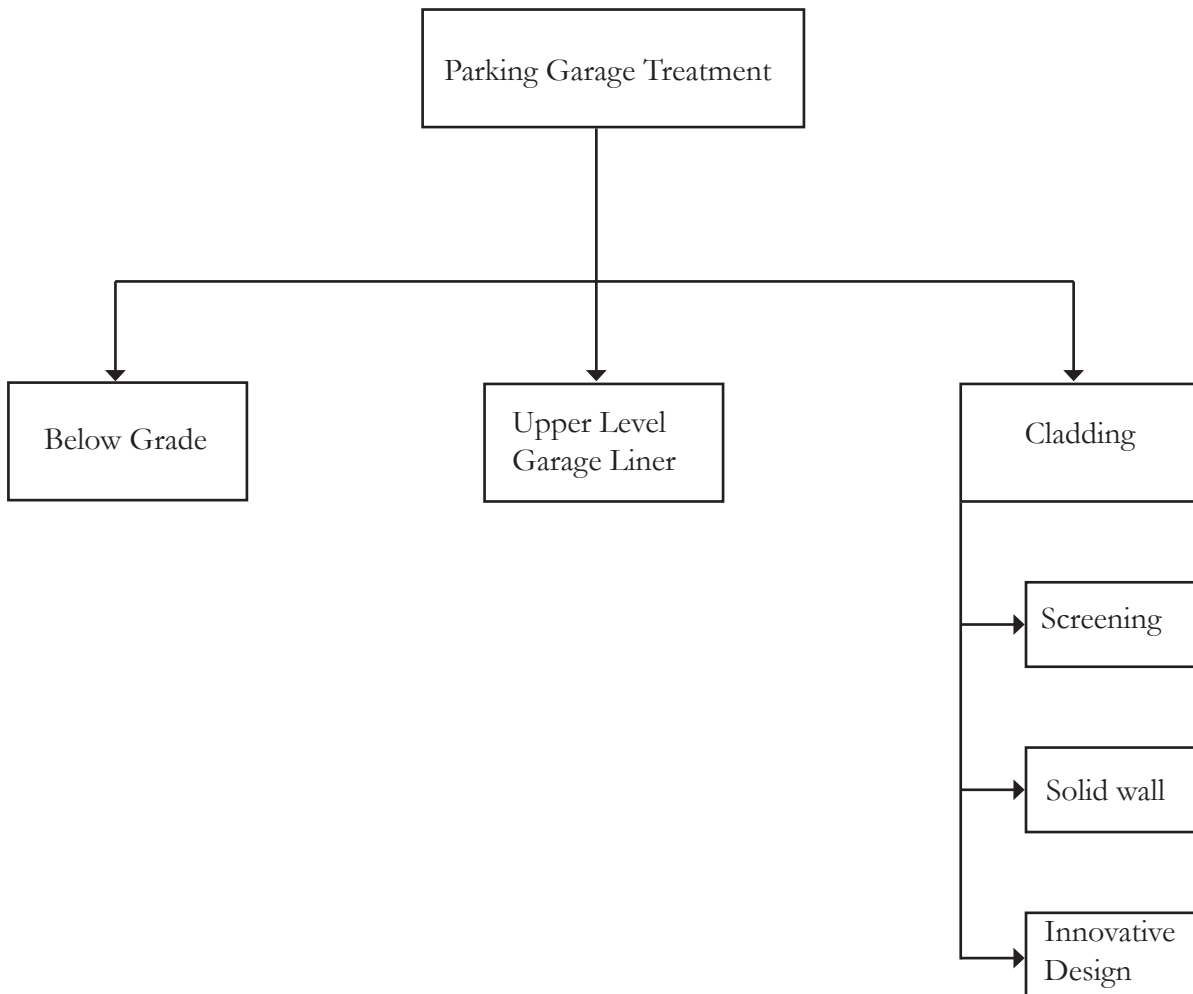 Parking Garage Treatment
Below Grade
Upper Level
Garage Liner
Cladding
Screening
Solid wall
Innovative
Design